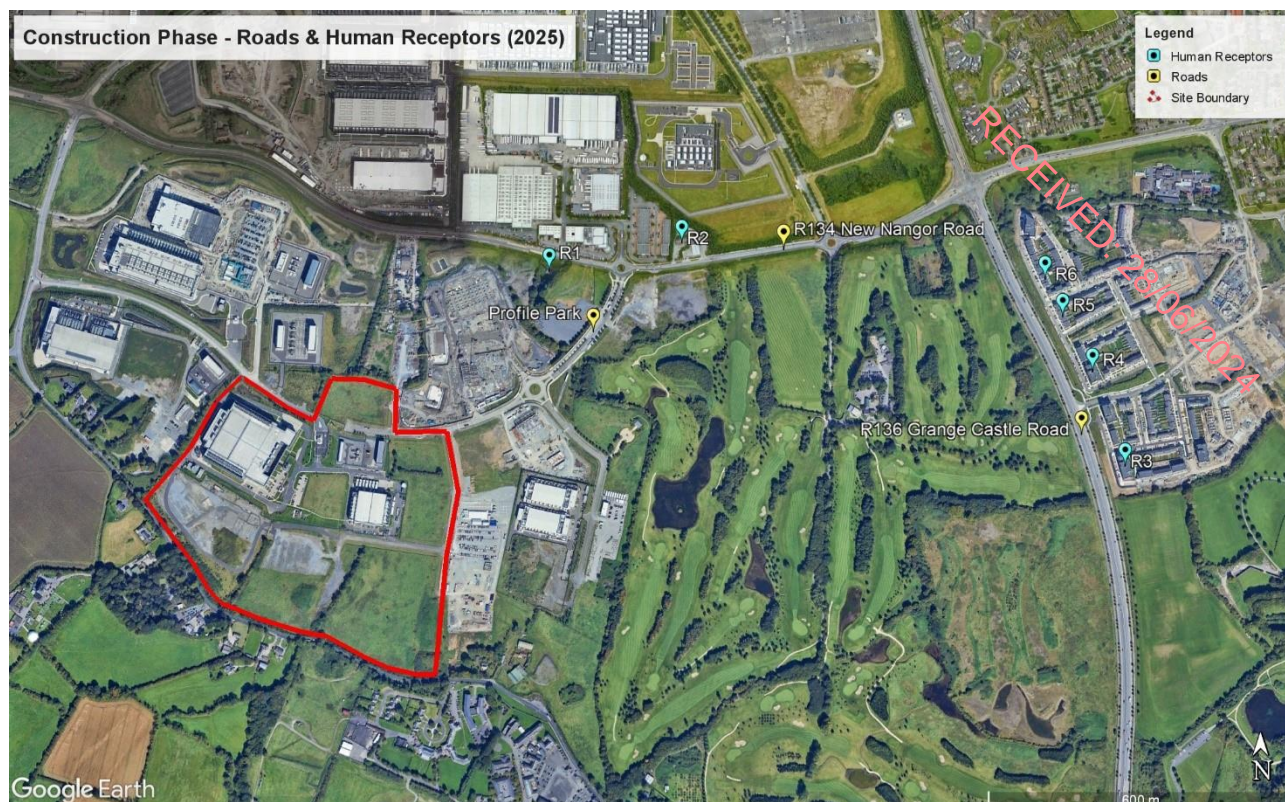 Construction Phase - Roads & Human Receptors (2025)
Legend
Human Receptors
Roads
Site Boundary
RECEIVED: 28/06/2024
R134 New Nangor Road
R2
R1
R6
R5
Profile Park
R4
R136 Grange Castle Road
R3
N
Google Earth
600 m